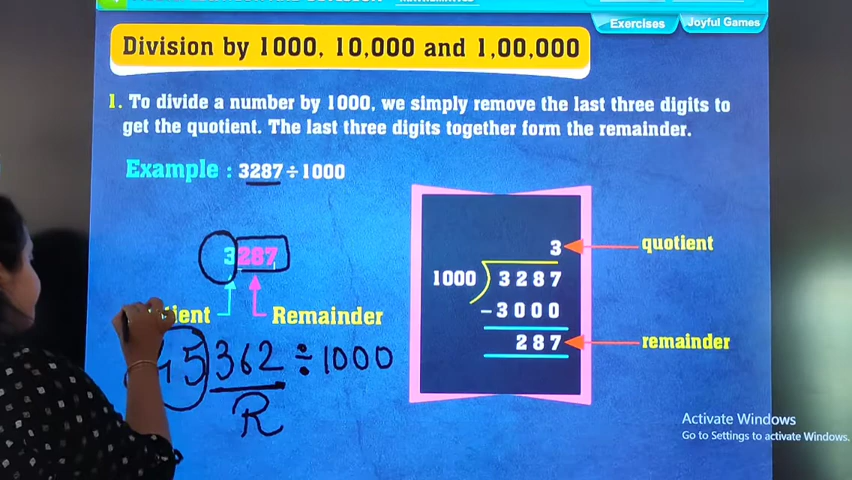 Exercises
Joyful Games
Division by 1000, 10,000 and 1,00,000
1. To divide a number by 1000, we simply remove the last three digits to
get the quotient. The last three digits together form the remainder.
Example : 3287÷1000
3287
Remainder
45 362 ÷ 1000
R
3
quotient
1000 3287
-3000
287
remainder
Activate Windows
Go to Settings to activate Windows.